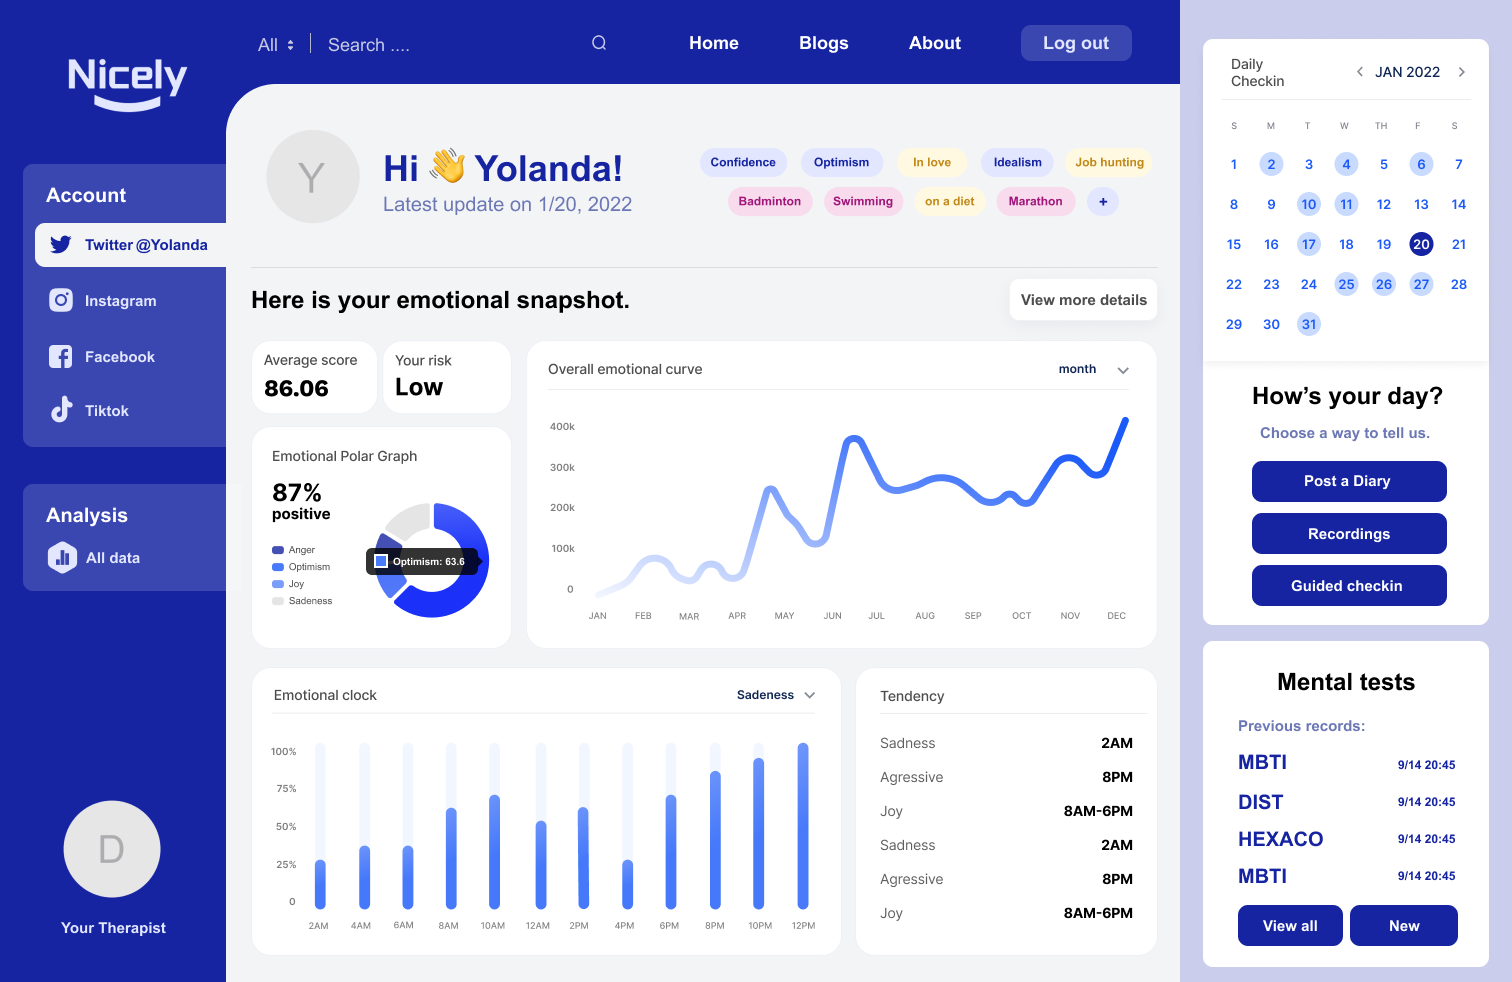 Nicely
All
Search ....
Home
Blogs
About
Log out
Account
Twitter @Yolanda
Instagram
Facebook
Tiktok
Analysis
All data
D
Your Therapist
Y
Hi 👋 Yolanda!
Latest update on 1/20, 2022
Confidence Optimism In love Idealism Job hunting
Badminton Swimming on a diet Marathon +
Here is your emotional snapshot.
View more details
Average score
86.06
Your risk
Low
Emotional Polar Graph
87%
positive
Anger
Optimism
Joy
Sadeness
Optimism: 63.6
Overall emotional curve
month
400k
300k
200k
100k
0
JAN FEB MAR APR MAY JUN JUL AUG SEP OCT NOV DEC
Emotional clock
Sadeness
100%
75%
50%
25%
0
2AM 4AM 6AM 8AM 10AM 12AM 2PM 4PM 6PM 8PM 10PM 12PM
Tendency
Sadness 2AM
Agressive 8PM
Joy 8AM-6PM
Sadness 2AM
Agressive 8PM
Joy 8AM-6PM
Daily
Checkin
JAN 2022
S M T W TH F S
1 2 3 4 5 6 7
8 9 10 11 12 13 14
15 16 17 18 19 20 21
22 23 24 25 26 27 28
29 30 31
How's your day?
Choose a way to tell us.
Post a Diary
Recordings
Guided checkin
Mental tests
Previous records:
MBTI 9/14 20:45
DIST 9/14 20:45
HEXACO 9/14 20:45
MBTI 9/14 20:45
View all
New